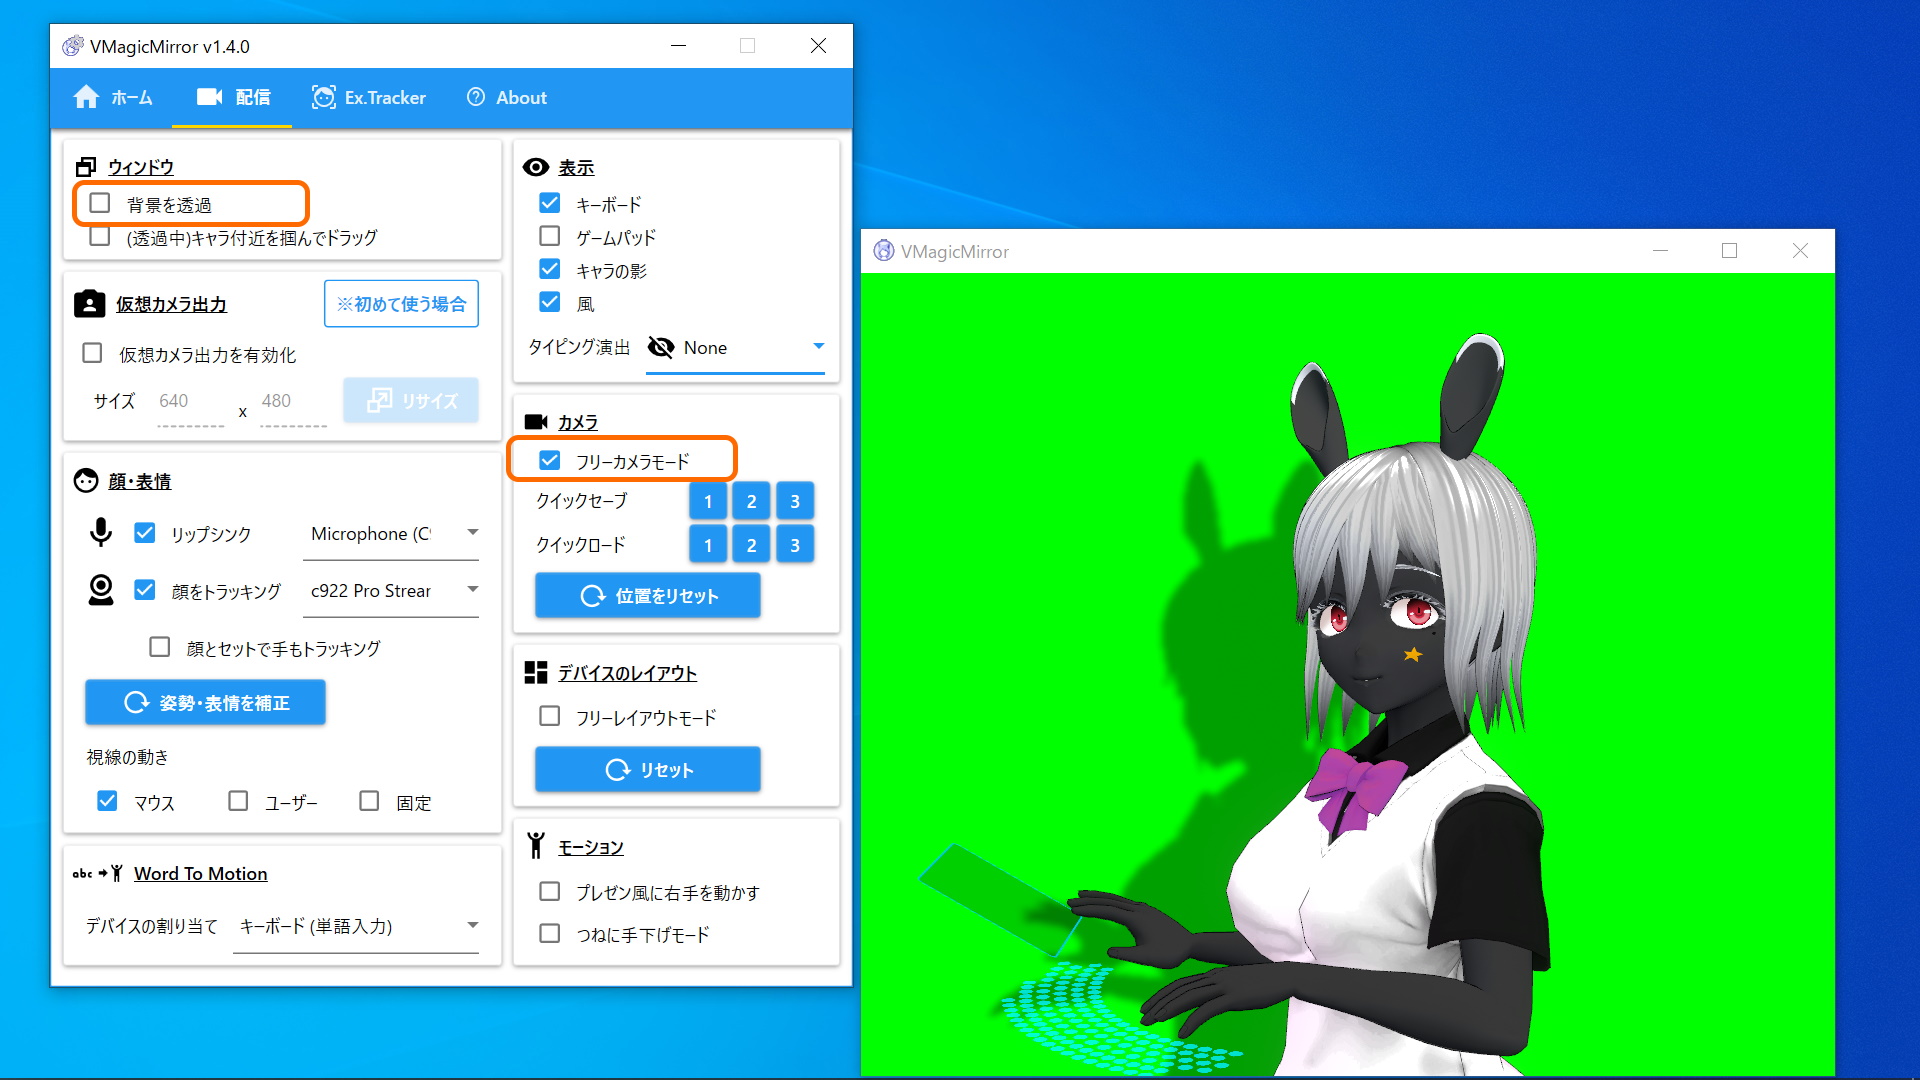 VMagicMirror v1.4.0
ホーム
配信
Ex.Tracker
About
ウィンドウ
背景を透過
(透過中)キャラ付近を掴んでドラッグ
仮想カメラ出力
※初めて使う場合
仮想カメラ出力を有効化
サイズ 640 x 480
リサイズ
顔・表情
リップシンク
Microphone (C!
顔をトラッキング
c922 Pro Strear
顔とセットで手もトラッキング
姿勢・表情を補正
視線の動き
マウス ユーザー 固定
abc
Word To Motion
デバイスの割り当て
キーボード (単語入力)
表示
キーボード
ゲームパッド
キャラの影
風
タイピング演出
None
カメラ
フリーカメラモード
クイックセーブ 1 2 3
クイックロード 1 2 3
位置をリセット
デバイスのレイアウト
フリーレイアウトモード
リセット
モーション
プレゼン風に右手を動かす
つねに手下げモード
VMagicMirror